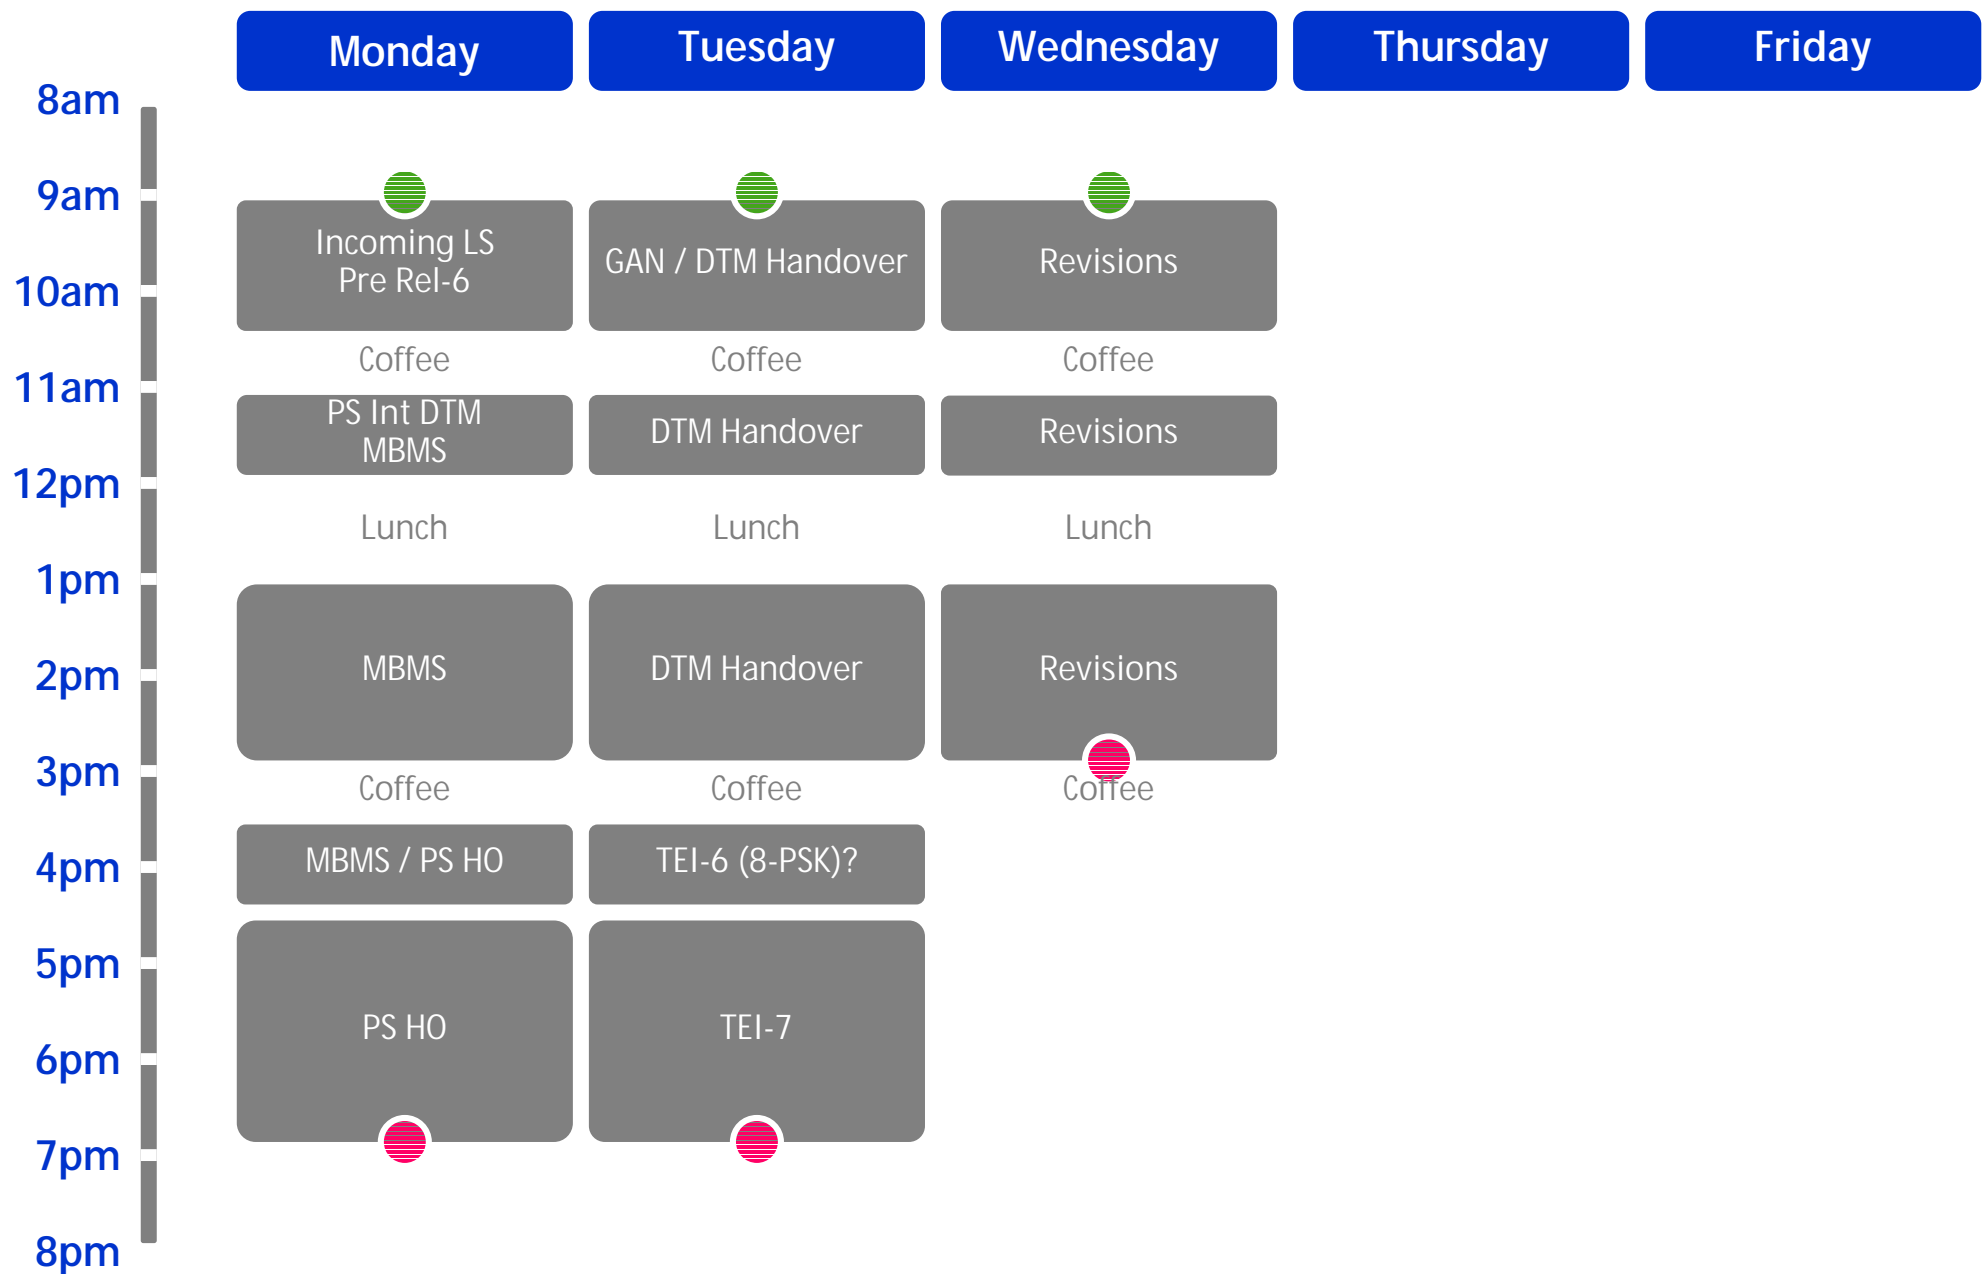 Monday
Tuesday
Wednesday
Thursday
Friday
8am
9am
Incoming LS
Pre Rel-6
GAN / DTM Handover
Revisions
10am
Coffee
Coffee
Coffee
11am
PS Int DTM
MBMS
DTM Handover
Revisions
12pm
Lunch
Lunch
Lunch
1pm
MBMS
DTM Handover
Revisions
2pm
3pm
Coffee
Coffee
Coffee
MBMS / PS HO
TEI-6 (8-PSK)?
4pm
5pm
PS HO
TEI-7
6pm
7pm
8pm